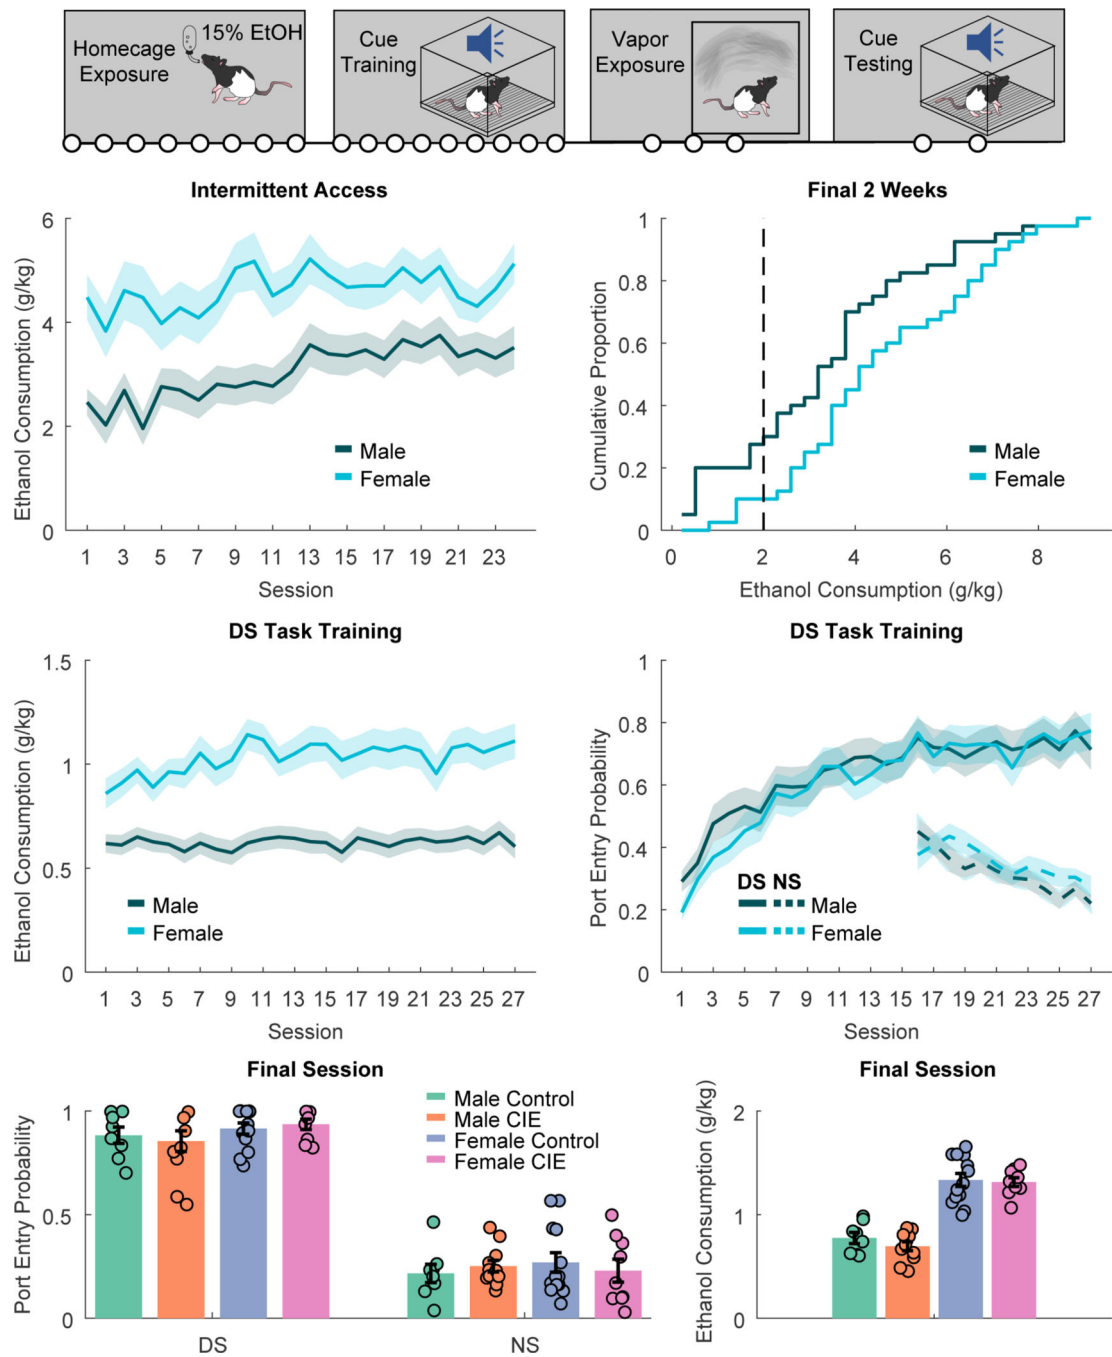 Homecage
Exposure
15% EtOH
Cue
Training
Vapor
Exposure
Cue
Testing
Intermittent Access
Ethanol Consumption (g/kg)
6
4
2
0
Male
Female
1 3 5 7 9 11 13 15 17 19 21 23
Session
Final 2 Weeks
Cumulative Proportion
1
0.8
0.6
0.4
0.2
0
Male
Female
0 2 4 6 8
Ethanol Consumption (g/kg)
DS Task Training
Ethanol Consumption (g/kg)
1.5
1
0.5
0
Male
Female
1 3 5 7 9 11 13 15 17 19 21 23 25 27
Session
DS Task Training
Port Entry Probability
1
0.8
0.6
0.4
0.2
0
DS NS
Male
Female
1 3 5 7 9 11 13 15 17 19 21 23 25 27
Session
Final Session
Port Entry Probability
1
0.5
0
Male Control
Male CIE
Female Control
Female CIE
DS NS
Final Session
Ethanol Consumption (g/kg)
2
1
0